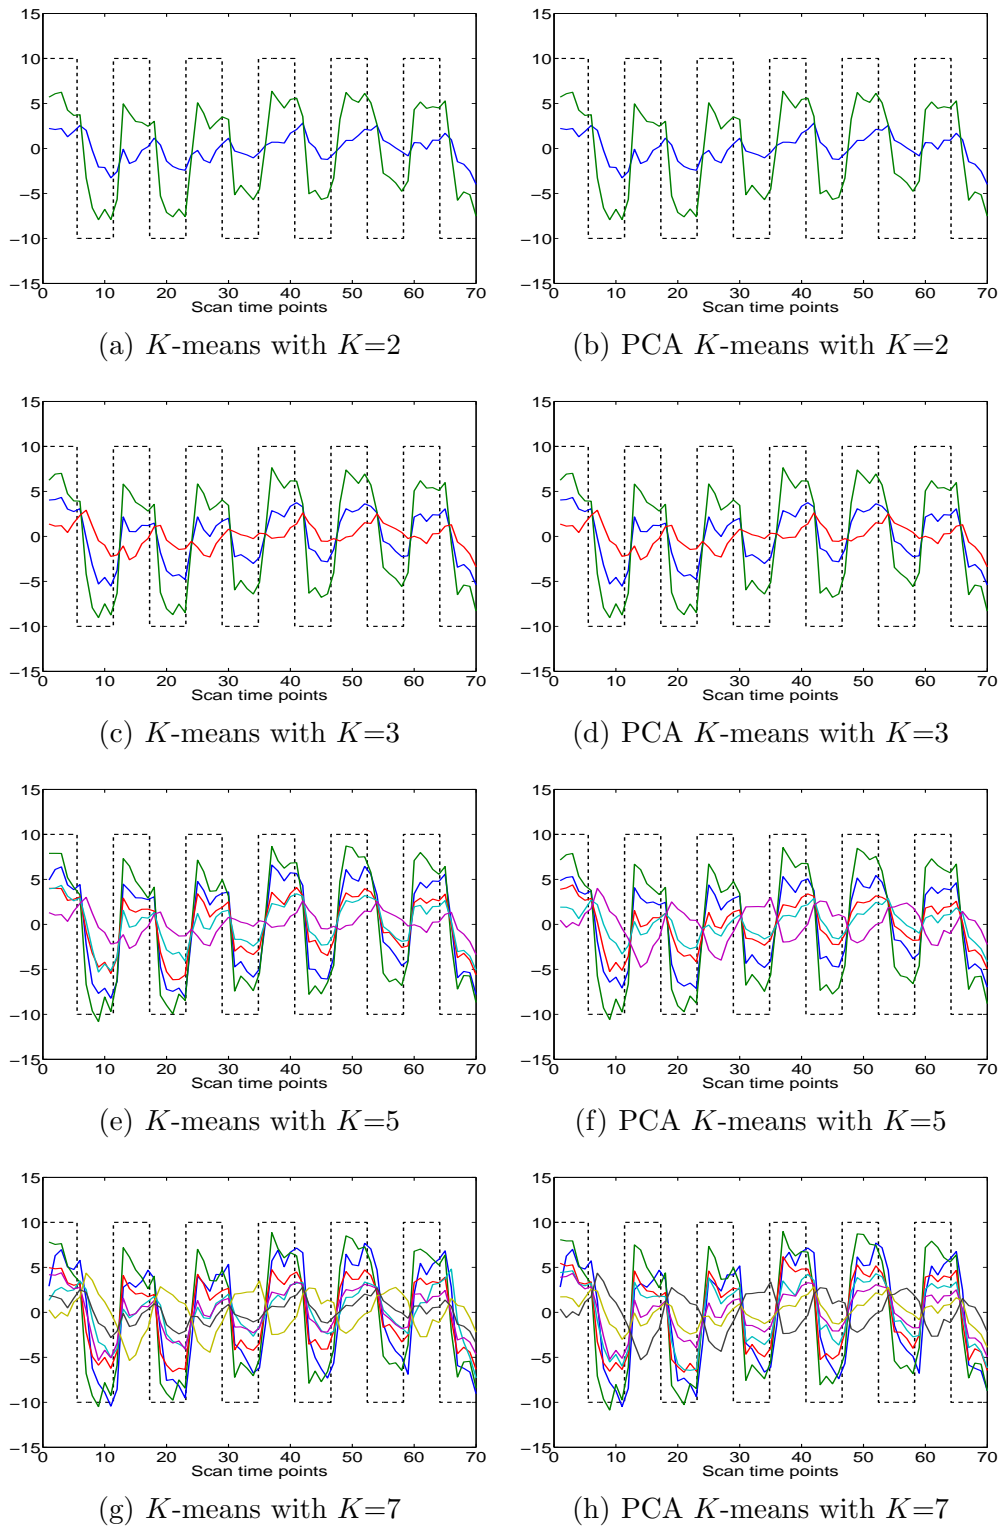 15
10
5
0
−5
−10
−15
0 10 20 30 40 50 60 70
Scan time points
(a) K-means with K=2
15
10
5
0
−5
−10
−15
0 10 20 30 40 50 60 70
Scan time points
(b) PCA K-means with K=2
15
10
5
0
−5
−10
−15
0 10 20 30 40 50 60 70
Scan time points
(c) K-means with K=3
15
10
5
0
−5
−10
−15
0 10 20 30 40 50 60 70
Scan time points
(d) PCA K-means with K=3
15
10
5
0
−5
−10
−15
0 10 20 30 40 50 60 70
Scan time points
(e) K-means with K=5
15
10
5
0
−5
−10
−15
0 10 20 30 40 50 60 70
Scan time points
(f) PCA K-means with K=5
15
10
5
0
−5
−10
−15
0 10 20 30 40 50 60 70
Scan time points
(g) K-means with K=7
15
10
5
0
−5
−10
−15
0 10 20 30 40 50 60 70
Scan time points
(h) PCA K-means with K=7